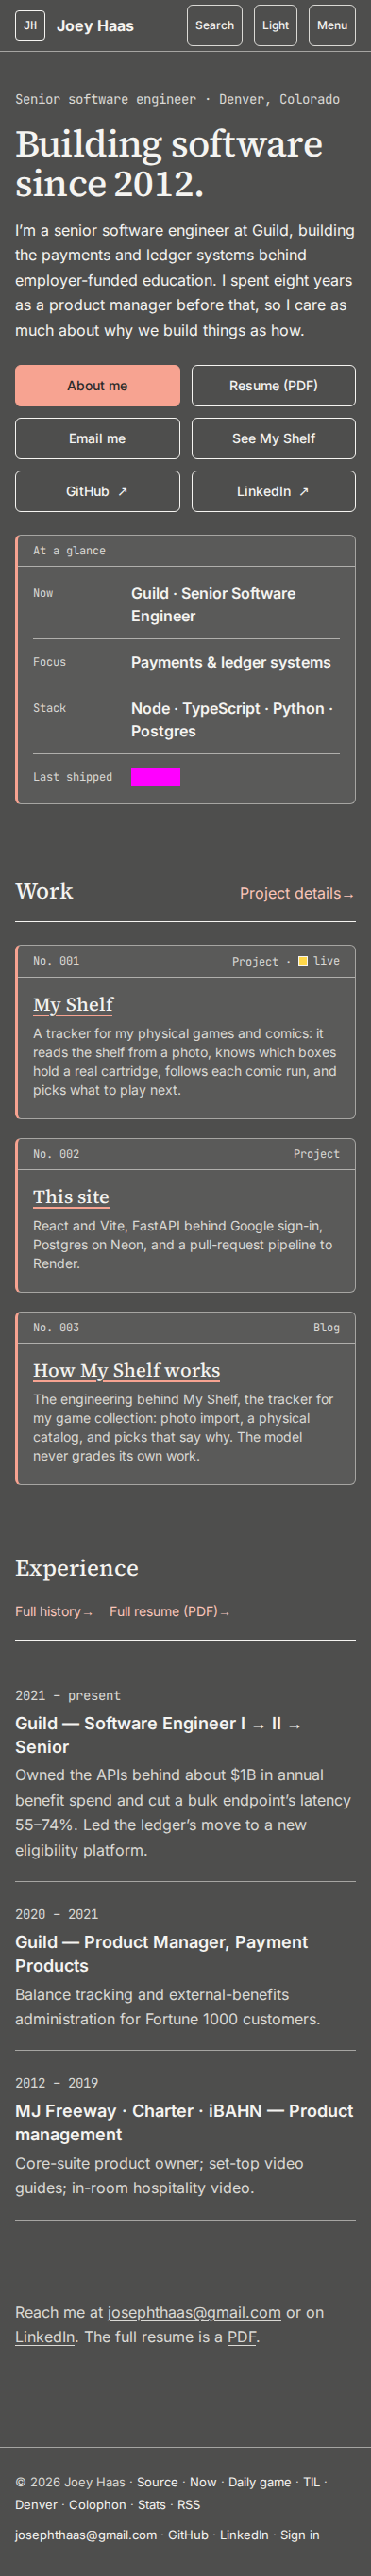 JH Joey Haas Search Light Menu
Senior software engineer · Denver, Colorado
Building software
since 2012.
I’m a senior software engineer at Guild, building
the payments and ledger systems behind
employer-funded education. I spent eight years
as a product manager before that, so I care as
much about why we build things as how.
About me Resume (PDF)
Email me See My Shelf
GitHub ↗ LinkedIn ↗
At a glance
Now Guild · Senior Software
Engineer
Focus Payments & ledger systems
Stack Node · TypeScript · Python ·
Postgres
Last shipped
Work Project details→
No. 001 Project · live
My Shelf
A tracker for my physical games and comics: it
reads the shelf from a photo, knows which boxes
hold a real cartridge, follows each comic run, and
picks what to play next.
No. 002 Project
This site
React and Vite, FastAPI behind Google sign-in,
Postgres on Neon, and a pull-request pipeline to
Render.
No. 003 Blog
How My Shelf works
The engineering behind My Shelf, the tracker for
my game collection: photo import, a physical
catalog, and picks that say why. The model
never grades its own work.
Experience
Full history→ Full resume (PDF)→
2021 – present
Guild — Software Engineer I → II →
Senior
Owned the APIs behind about $1B in annual
benefit spend and cut a bulk endpoint’s latency
55–74%. Led the ledger’s move to a new
eligibility platform.
2020 – 2021
Guild — Product Manager, Payment
Products
Balance tracking and external-benefits
administration for Fortune 1000 customers.
2012 – 2019
MJ Freeway · Charter · iBAHN — Product
management
Core-suite product owner; set-top video
guides; in-room hospitality video.
Reach me at josephthaas@gmail.com or on
LinkedIn. The full resume is a PDF.
© 2026 Joey Haas · Source · Now · Daily game · TIL ·
Denver · Colophon · Stats · RSS
josephthaas@gmail.com · GitHub · LinkedIn · Sign in